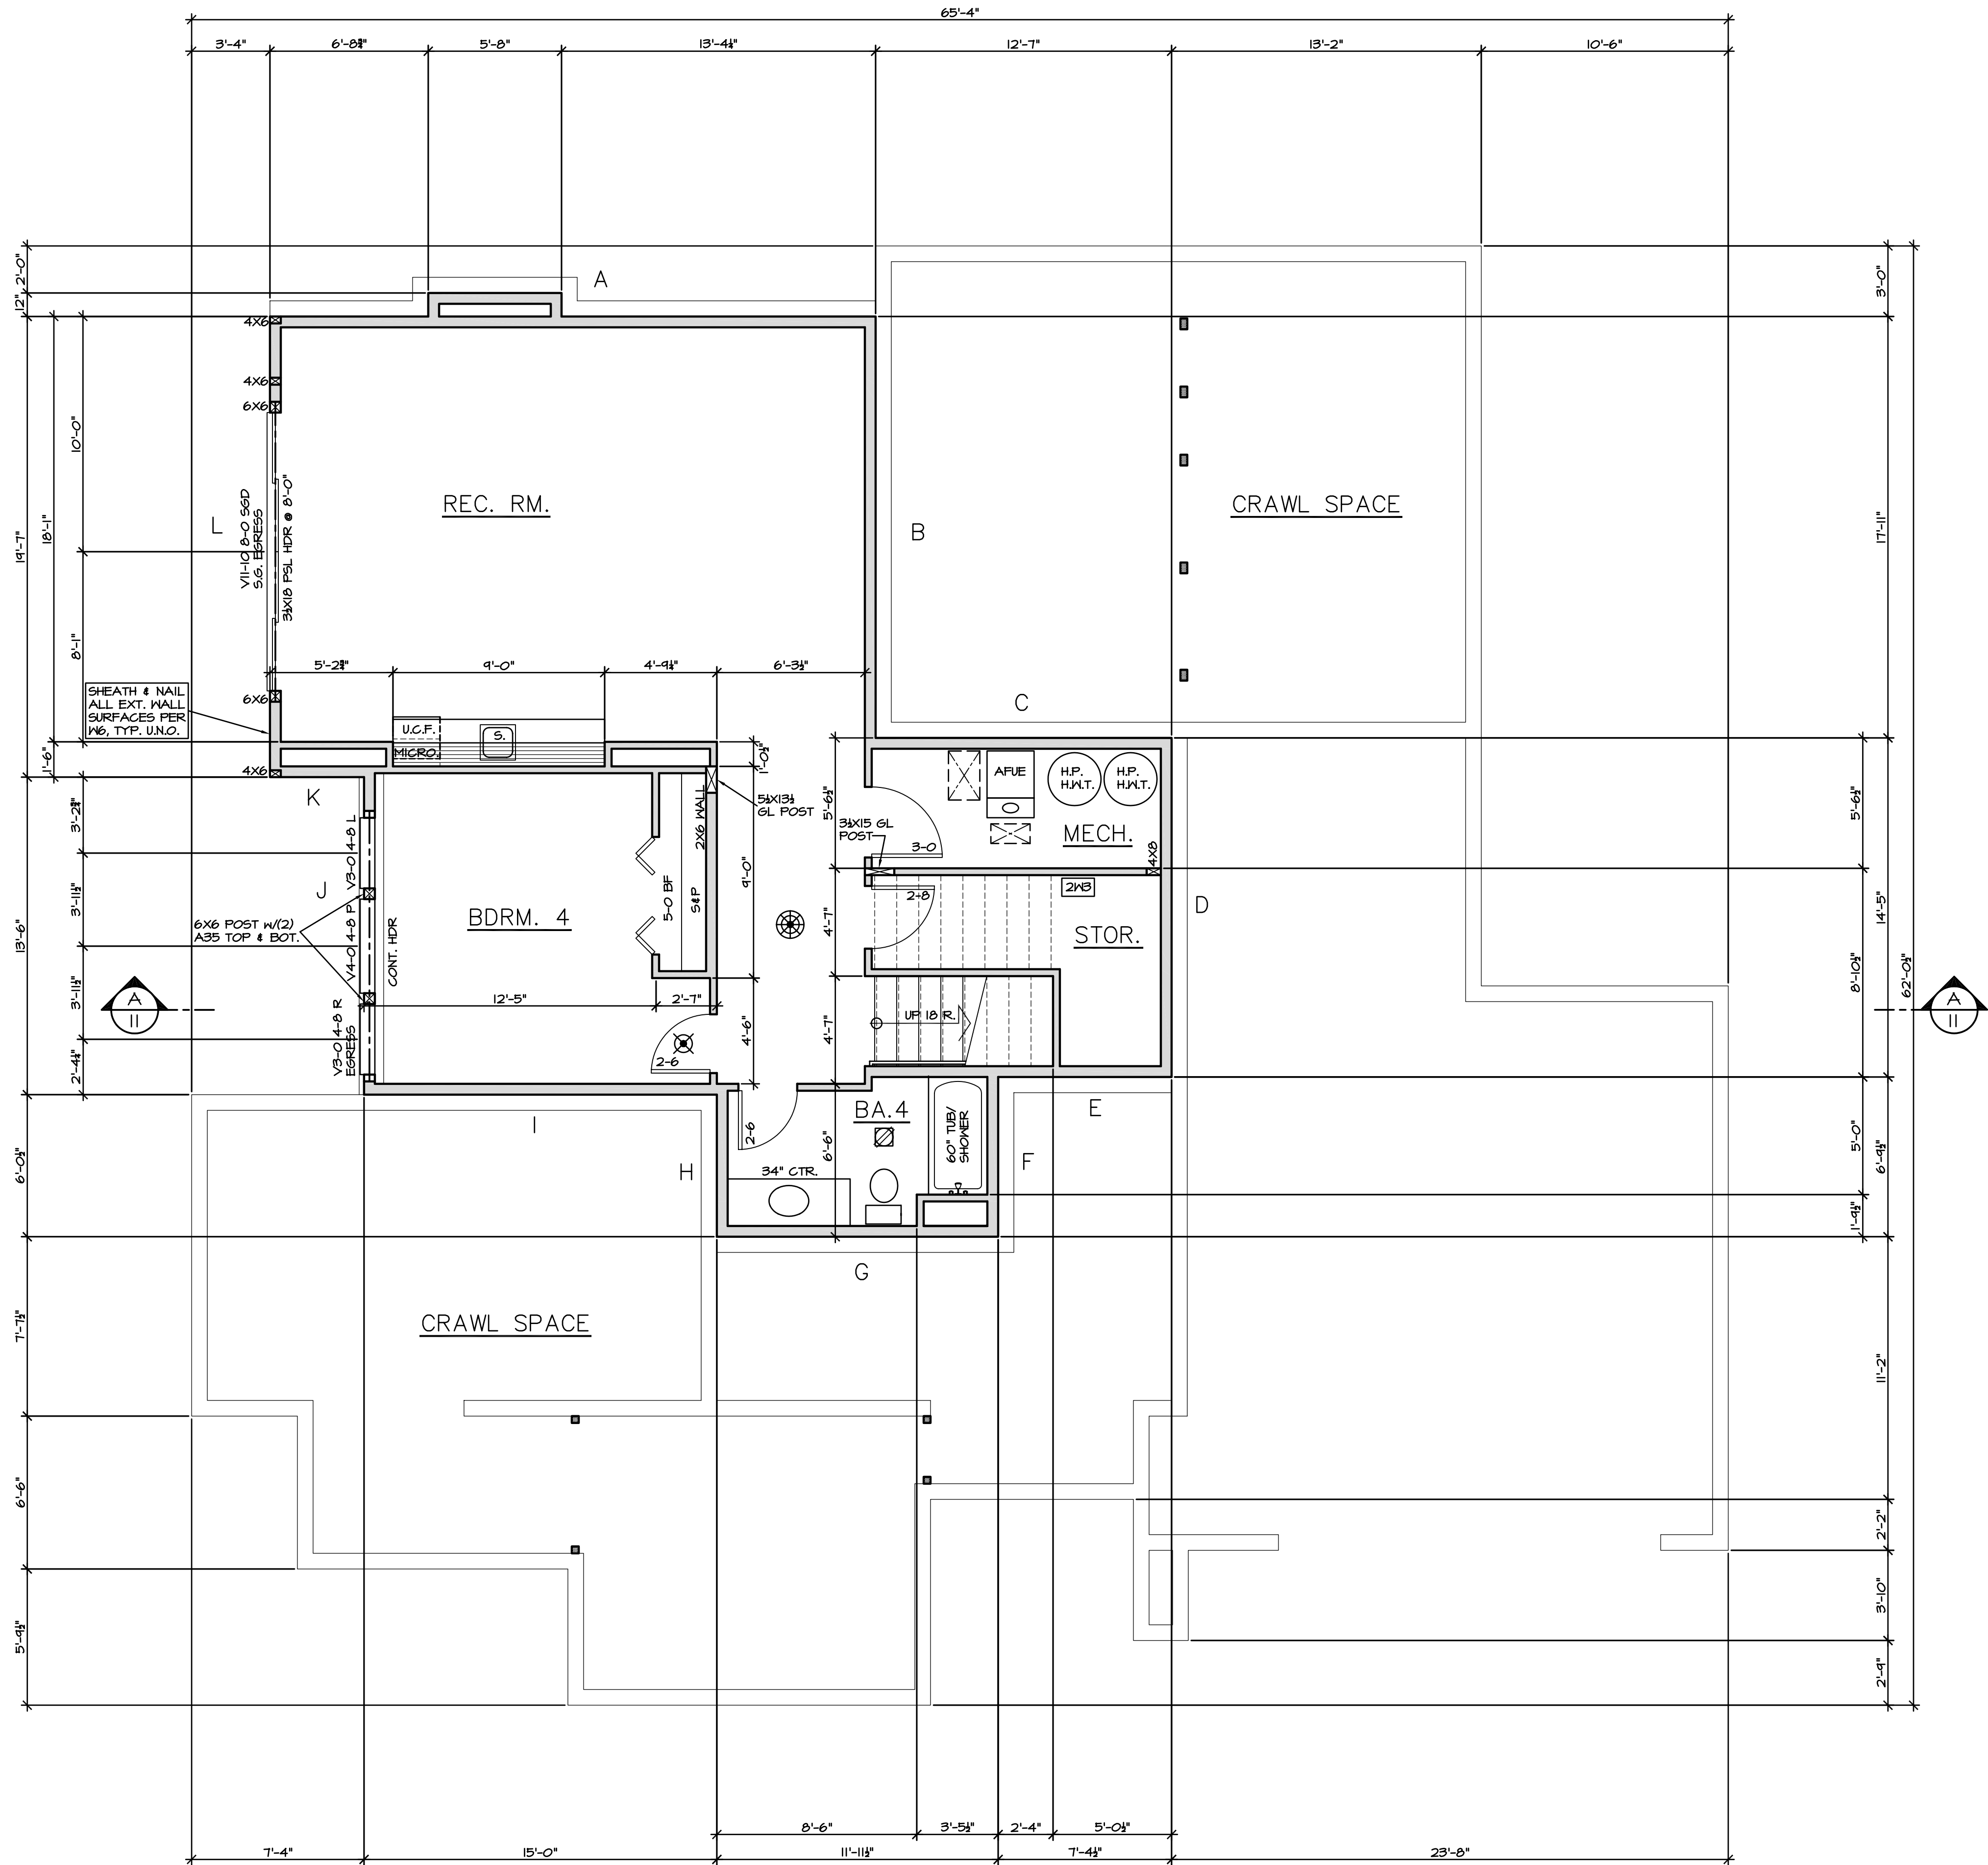 65'-4"
3'-4"
6'-8¾"
5'-8"
13'-4¼"
12'-7"
13'-2"
10'-6"
2'-0"
12"
19'-7"
18'-1"
10'-0"
8'-1"
1'-6"
3'-2¾"
3'-11½"
3'-11½"
2'-4¼"
13'-6"
6'-0½"
7'-7½"
6'-6"
5'-9½"
A
B
C
D
E
F
G
H
I
J
K
L
4X6
4X6
6X6
6X6
4X6
V11-10 8-0 SGD
S.G. EGRESS
3½X18 PSL HDR @ 8'-0"
REC. RM.
CRAWL SPACE
SHEATH & NAIL
ALL EXT. WALL
SURFACES PER
W6, TYP. U.N.O.
5'-2¾"
9'-0"
4'-9¼"
6'-3½"
U.C.F.
MICRO.
S.
1'-0½"
5½X13½
GL POST
2X6 WALL
9'-0"
5-0 BF
S&P
BDRM. 4
CONT. HDR
V3-0 4-8 L
V4-0 4-8 P
V3-0 4-8 R
EGRESS
6X6 POST W/(2)
A35 TOP & BOT.
12'-5"
2'-7"
2-6
4'-6"
5'-6½"
3½X15 GL
POST
4'-7"
4'-7"
6'-6"
AFUE
H.P.
H.W.T.
H.P.
H.W.T.
MECH.
3-0
4X8
2-8
2W3
STOR.
UP 18 R.
BA.4
2-6
34" CTR.
60" TUB/
SHOWER
CRAWL SPACE
A
11
A
11
3'-0"
17'-11"
5'-6½"
14'-5"
8'-10½"
62'-0½"
5'-0"
6'-9½"
1'-9½"
11'-2"
2'-2"
3'-10"
2'-9"
8'-6"
3'-5½"
2'-4"
5'-0½"
7'-4"
15'-0"
11'-11½"
7'-4½"
23'-8"